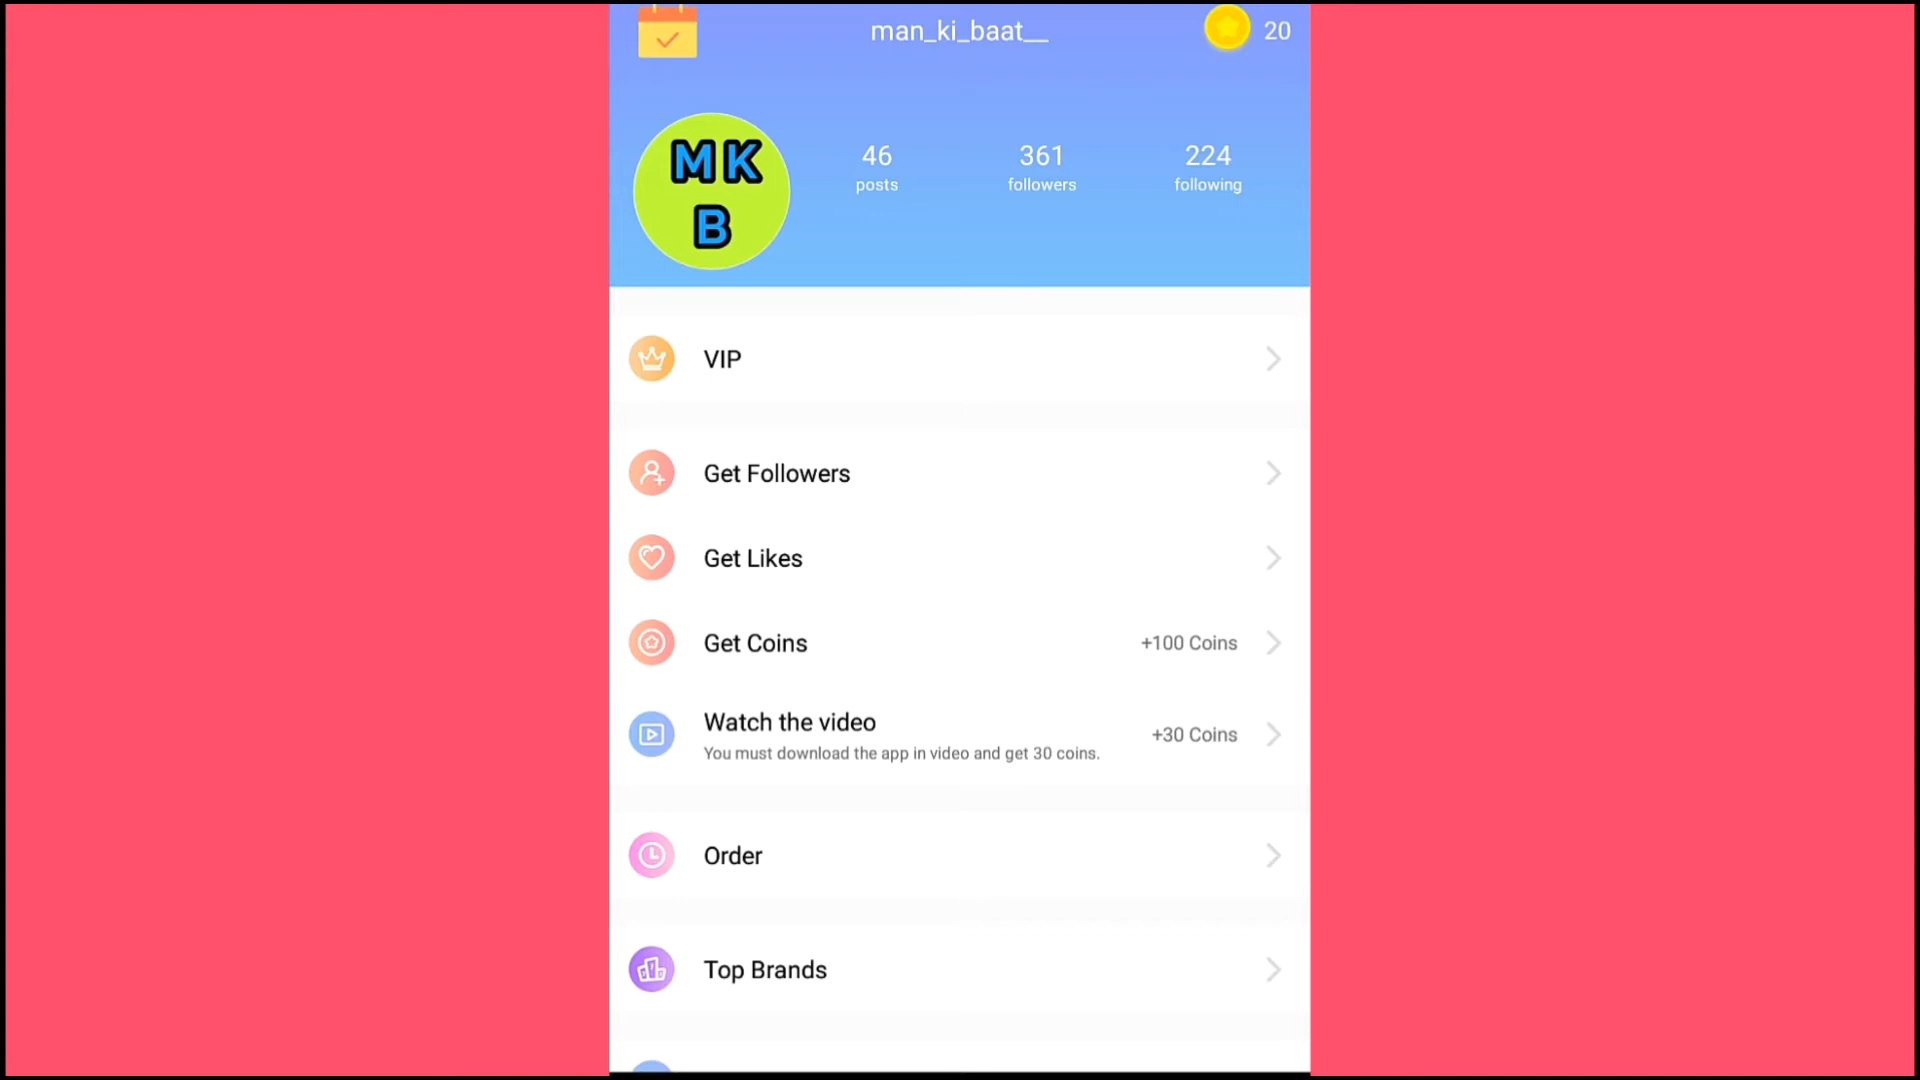 man_ki_baat__
20
M K
B
46
posts
361
followers
224
following
VIP
Get Followers
Get Likes
Get Coins
+100 Coins
Watch the video
You must download the app in video and get 30 coins.
+30 Coins
Order
Top Brands